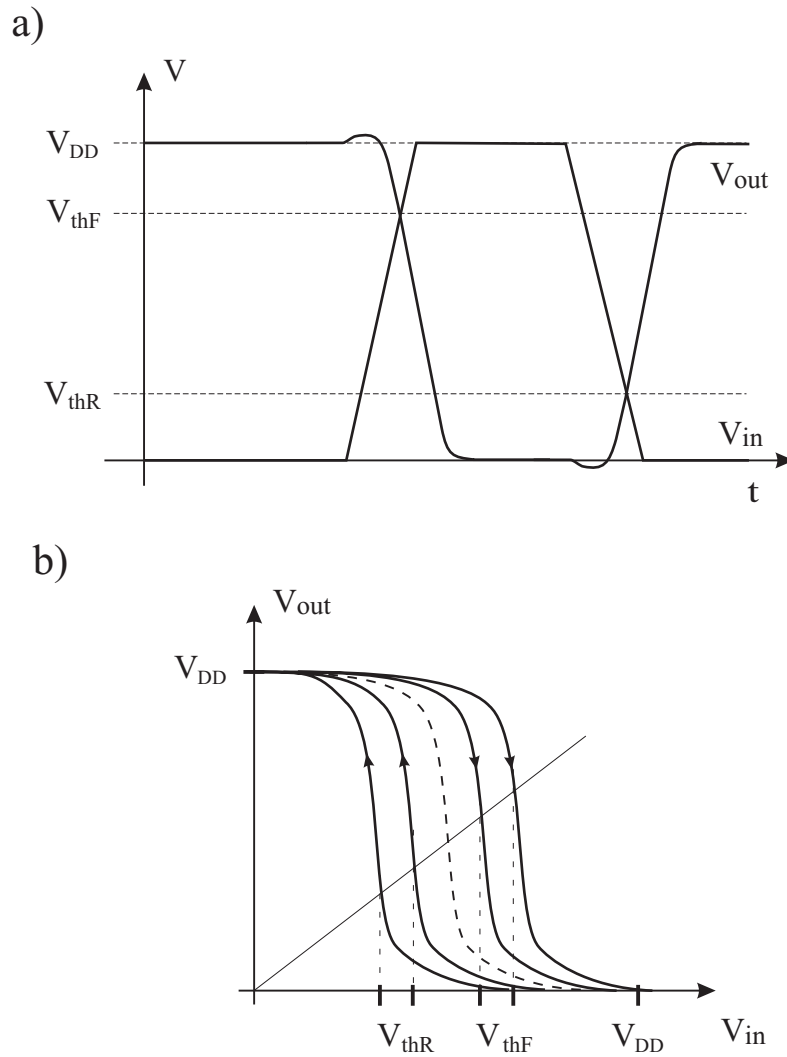 a)
V
V_DD
V_out
V_thF
V_thR
V_in
t
b)
V_out
V_DD
V_thR V_thF V_DD V_in